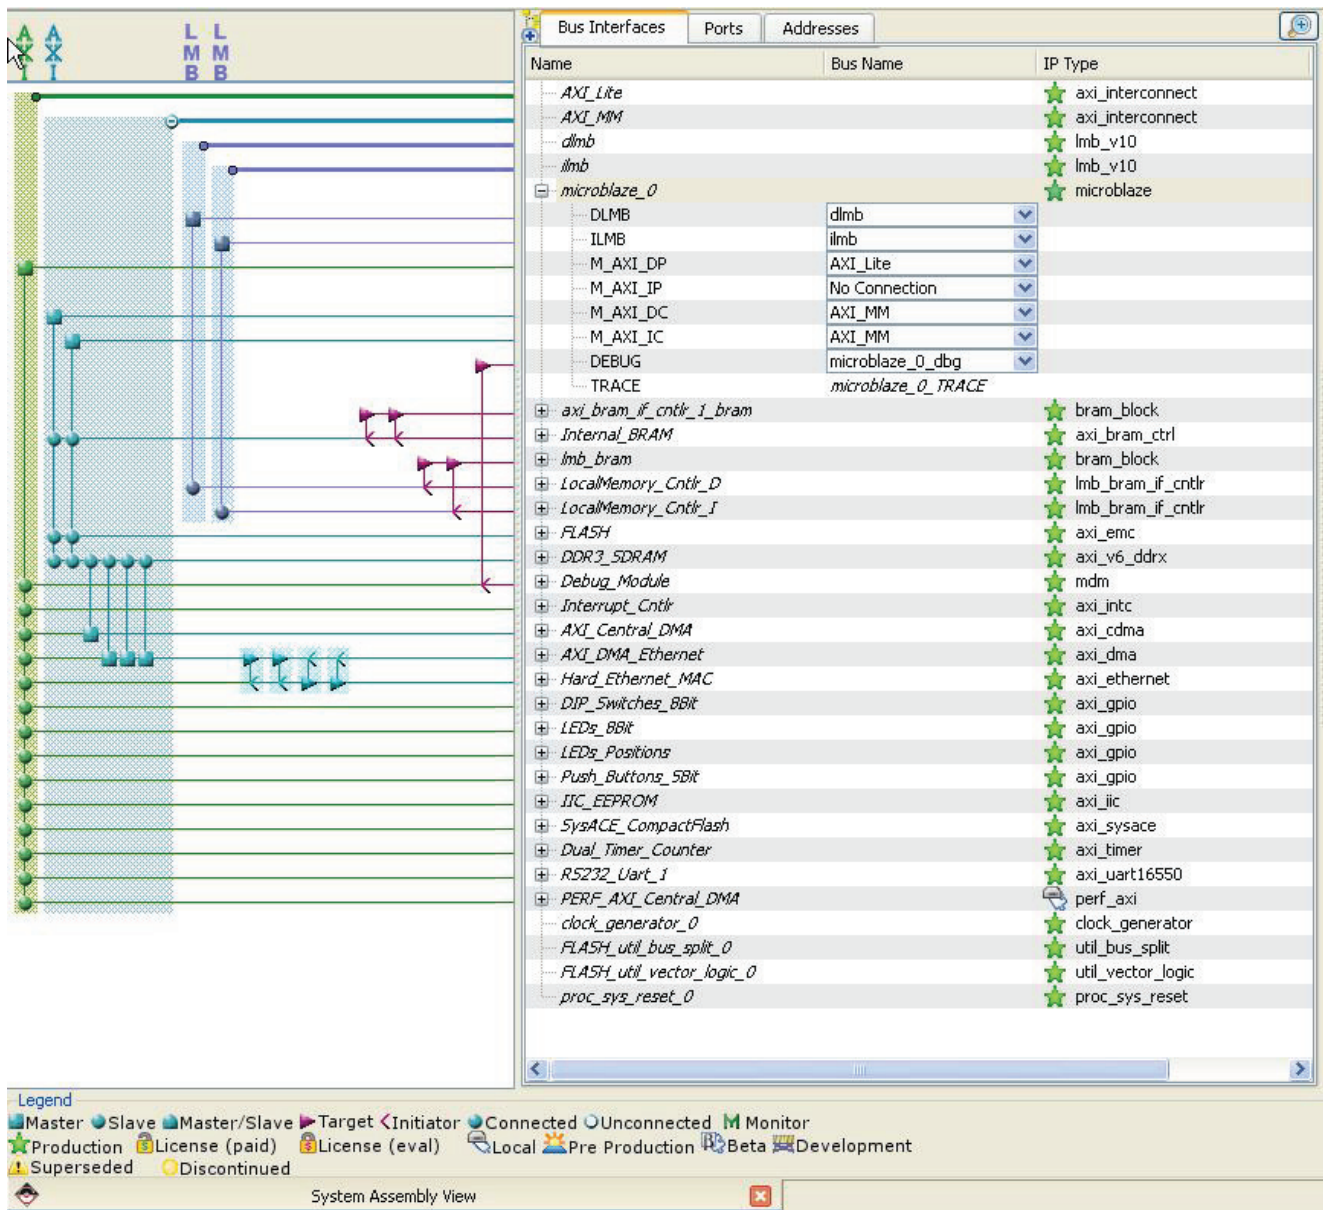 A A L L
X X M M
I I B B
Bus Interfaces Ports Addresses
Name Bus Name IP Type
AXI_Lite axi_interconnect
AXI_MM axi_interconnect
dlmb lmb_v10
ilmb lmb_v10
microblaze_0 microblaze
DLMB dlmb
ILMB ilmb
M_AXI_DP AXI_Lite
M_AXI_IP No Connection
M_AXI_DC AXI_MM
M_AXI_IC AXI_MM
DEBUG microblaze_0_dbg
TRACE microblaze_0_TRACE
axi_bram_if_cntlr_1_bram bram_block
Internal_BRAM axi_bram_ctrl
lmb_bram bram_block
LocalMemory_Cntlr_D lmb_bram_if_cntlr
LocalMemory_Cntlr_I lmb_bram_if_cntlr
FLASH axi_emc
DDR3_SDRAM axi_v6_ddrx
Debug_Module mdm
Interrupt_Cntlr axi_intc
AXI_Central_DMA axi_cdma
AXI_DMA_Ethernet axi_dma
Hard_Ethernet_MAC axi_ethernet
DIP_Switches_8Bit axi_gpio
LEDs_8Bit axi_gpio
LEDs_Positions axi_gpio
Push_Buttons_5Bit axi_gpio
IIC_EEPROM axi_iic
SysACE_CompactFlash axi_sysace
Dual_Timer_Counter axi_timer
RS232_Uart_1 axi_uart16550
PERF_AXI_Central_DMA perf_axi
clock_generator_0 clock_generator
FLASH_util_bus_split_0 util_bus_split
FLASH_util_vector_logic_0 util_vector_logic
proc_sys_reset_0 proc_sys_reset
Legend
Master Slave Master/Slave Target Initiator Connected Unconnected M Monitor
Production License (paid) License (eval) Local Pre Production Beta Development
Superseded Discontinued
System Assembly View